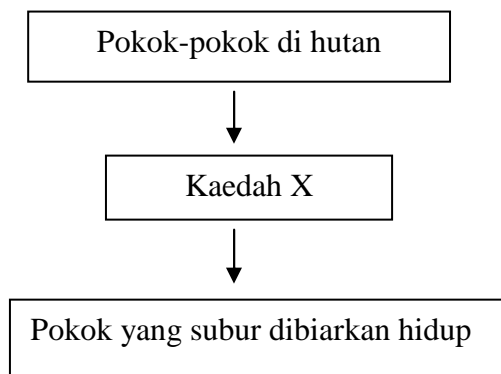 Pokok-pokok di hutan
Kaedah X
Pokok yang subur dibiarkan hidup